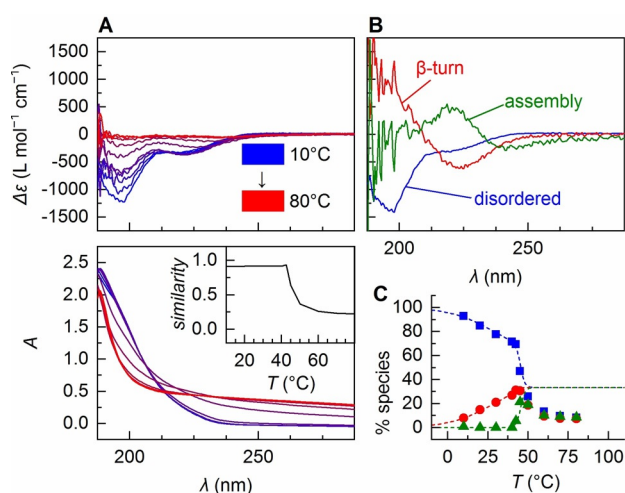 A
1500
1000
500
0
-500
-1000
-1500
Δε (L mol⁻¹ cm⁻¹)
10°C
↓
80°C
2.5
2.0
1.5
1.0
0.5
0.0
A
similarity
1.0
0.5
0.0
20 40 60
T (°C)
200 250
λ (nm)
B
β-turn
assembly
disordered
200 250
λ (nm)
C
100
80
60
40
20
0
% species
0 25 50 75 100
T (°C)